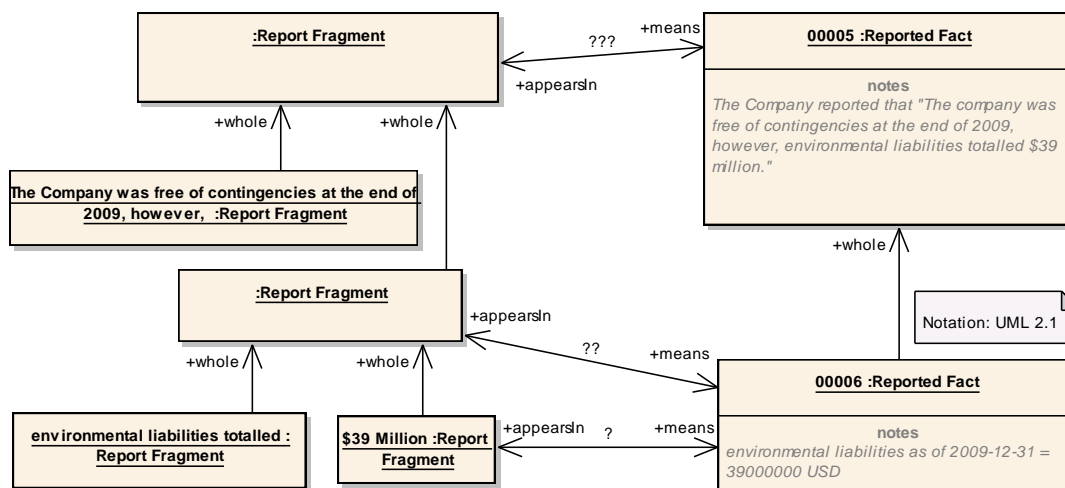 :Report Fragment
+means
???
+appearsIn
00005 :Reported Fact
notes
The Company reported that "The company was
free of contingencies at the end of 2009,
however, environmental liabilities totalled $39
million."
+whole
+whole
The Company was free of contingencies at the end of
2009, however,  :Report Fragment
+whole
:Report Fragment
+appearsIn
Notation: UML 2.1
??
+means
+whole
+whole
00006 :Reported Fact
environmental liabilities totalled :
Report Fragment
$39 Million :Report
Fragment
+appearsIn
?
+means
notes
environmental liabilities as of 2009-12-31 =
39000000 USD